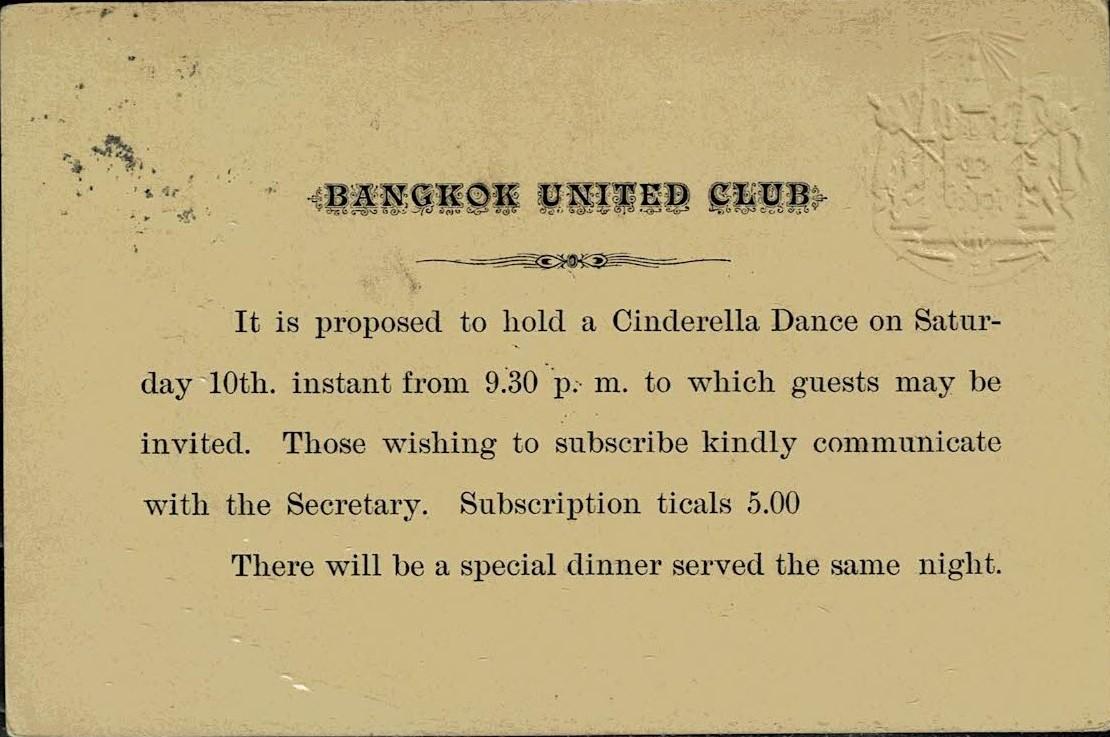 BANGKOK UNITED CLUB
It is proposed to hold a Cinderella Dance on Satur-
day 10th. instant from 9.30 p. m. to which guests may be
invited. Those wishing to subscribe kindly communicate
with the Secretary. Subscription ticals 5.00
There will be a special dinner served the same night.